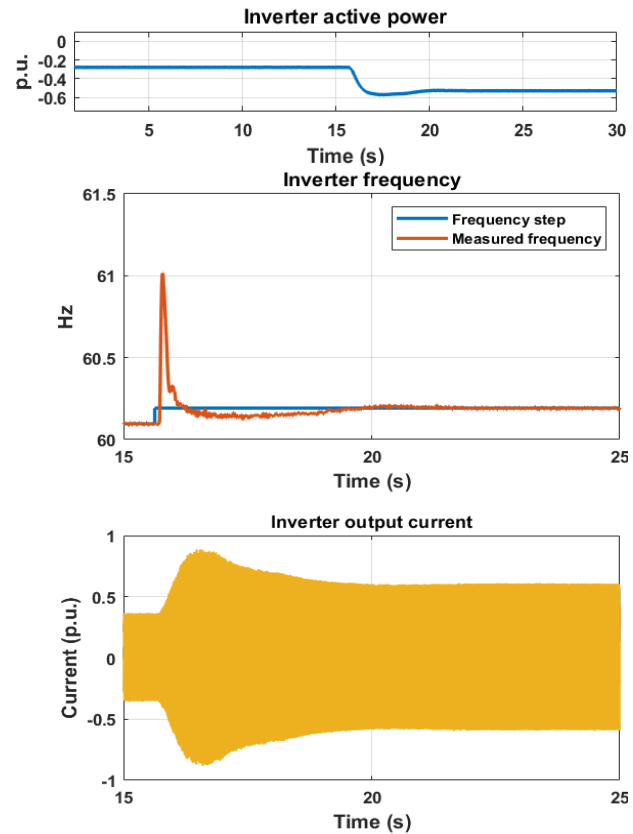 Inverter active power
p.u.
0
-0.2
-0.4
-0.6
5
10
15
20
25
30
Time (s)
Inverter frequency
Hz
61.5
61
60.5
60
Frequency step
Measured frequency
15
20
25
Time (s)
Inverter output current
Current (p.u.)
1
0.5
0
-0.5
-1
15
20
25
Time (s)